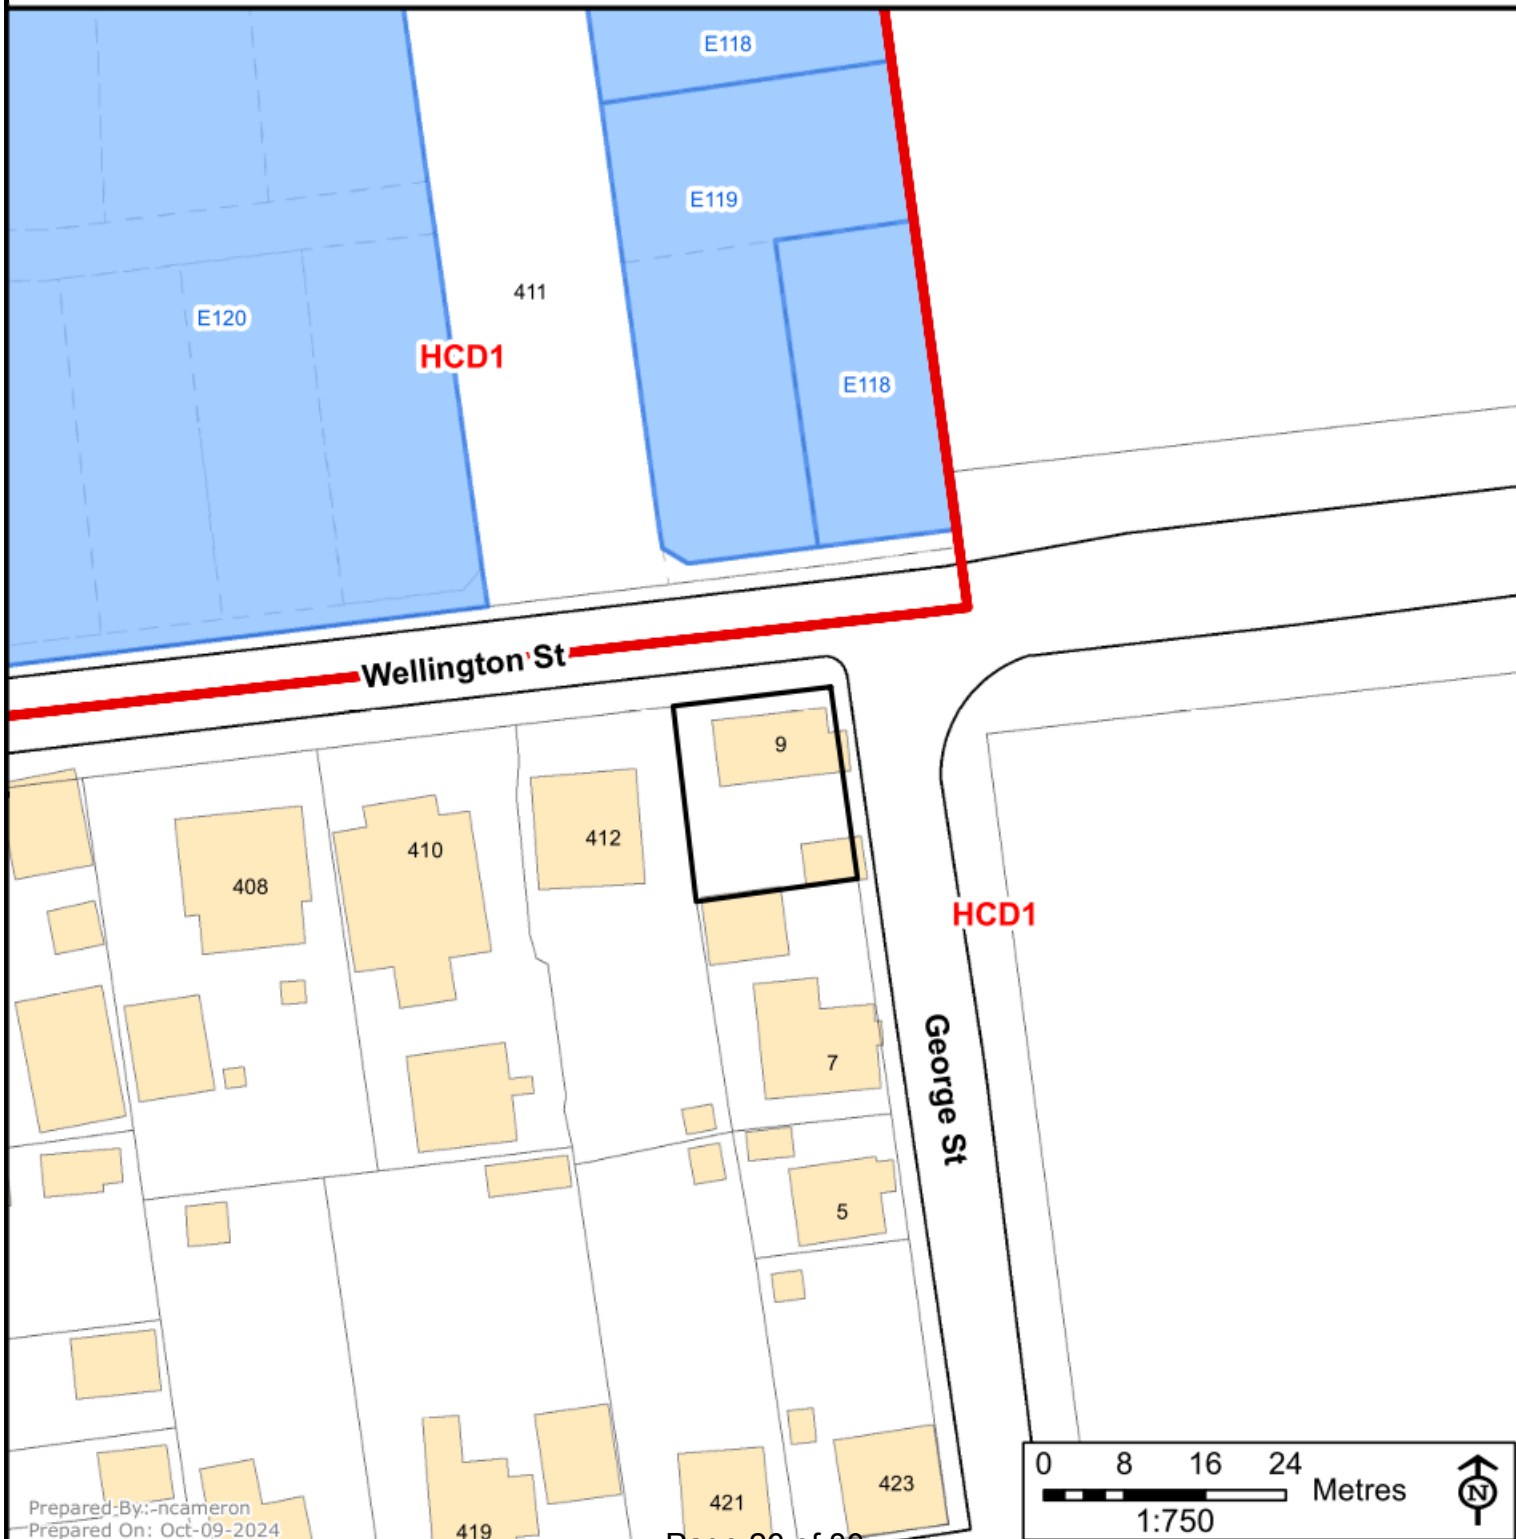 E118
E119
411
E120
HCD1
E118
Wellington St
9
412
410
408
HCD1
George St
7
5
423
421
419
0 8 16 24
Metres
1:750
N
Prepared By: ncameron
Prepared On: Oct-09-2024